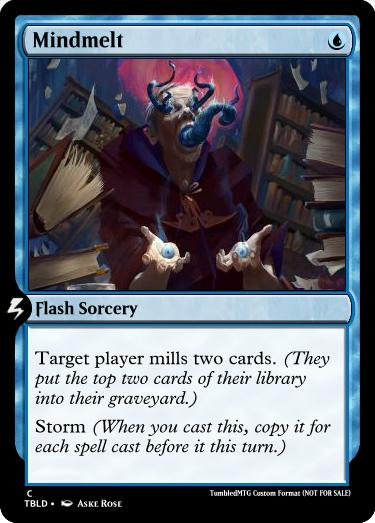 Mindmelt
Flash Sorcery
Target player mills two cards. (They
put the top two cards of their library
into their graveyard.)
Storm (When you cast this, copy it for
each spell cast before it this turn.)
C
TBLD • Aske Rose
TumbledMTG Custom Format (NOT FOR SALE)